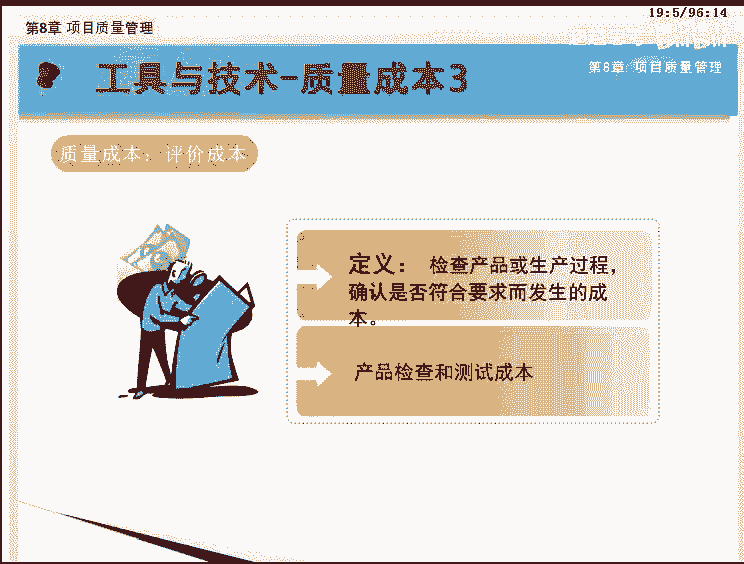 19:5/96:14
第8章 项目质量管理
工具与技术-质量成本3
第8章 项目质量管理
质量成本：评价成本
定义： 检查产品或生产过程，
确认是否符合要求而发生的成
本。
产品检查和测试成本